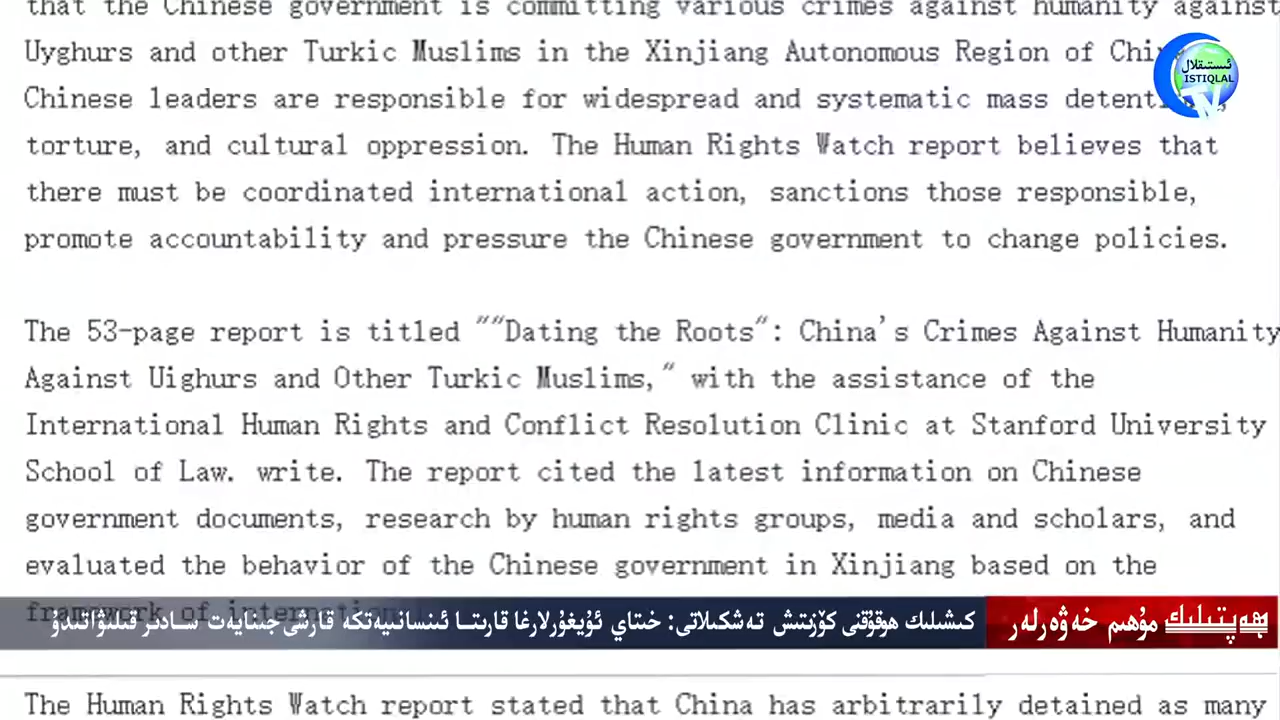 that the Chinese government is committing various crimes against humanity against
Uyghurs and other Turkic Muslims in the Xinjiang Autonomous Region of
ئىستىقلال
ISTIQLAL
TV
Chinese leaders are responsible for widespread and systematic mass
torture, and cultural oppression. The Human Rights Watch report believes that
there must be coordinated international action, sanctions those responsible,
promote accountability and pressure the Chinese government to change policies.
The 53-page report is titled ""Dating the Roots": China's Crimes Against Humanity
Against Uighurs and Other Turkic Muslims," with the assistance of the
International Human Rights and Conflict Resolution Clinic at Stanford University
School of Law. write. The report cited the latest information on Chinese
government documents, research by human rights groups, media and scholars, and
evaluated the behavior of the Chinese government in Xinjiang based on the
framework of
ھەپتىلىك مۇھىم خەۋەرلەر
كىشىلىك ھوقۇقنى كۆزىتىش تەشكىلاتى: خىتاي ئۇيغۇرلارغا قارىتا ئىنسانىيەتكە قارشى جىنايەت سادىر قىلىۋاتىدۇ
The Human Rights Watch report stated that China has arbitrarily detained as many